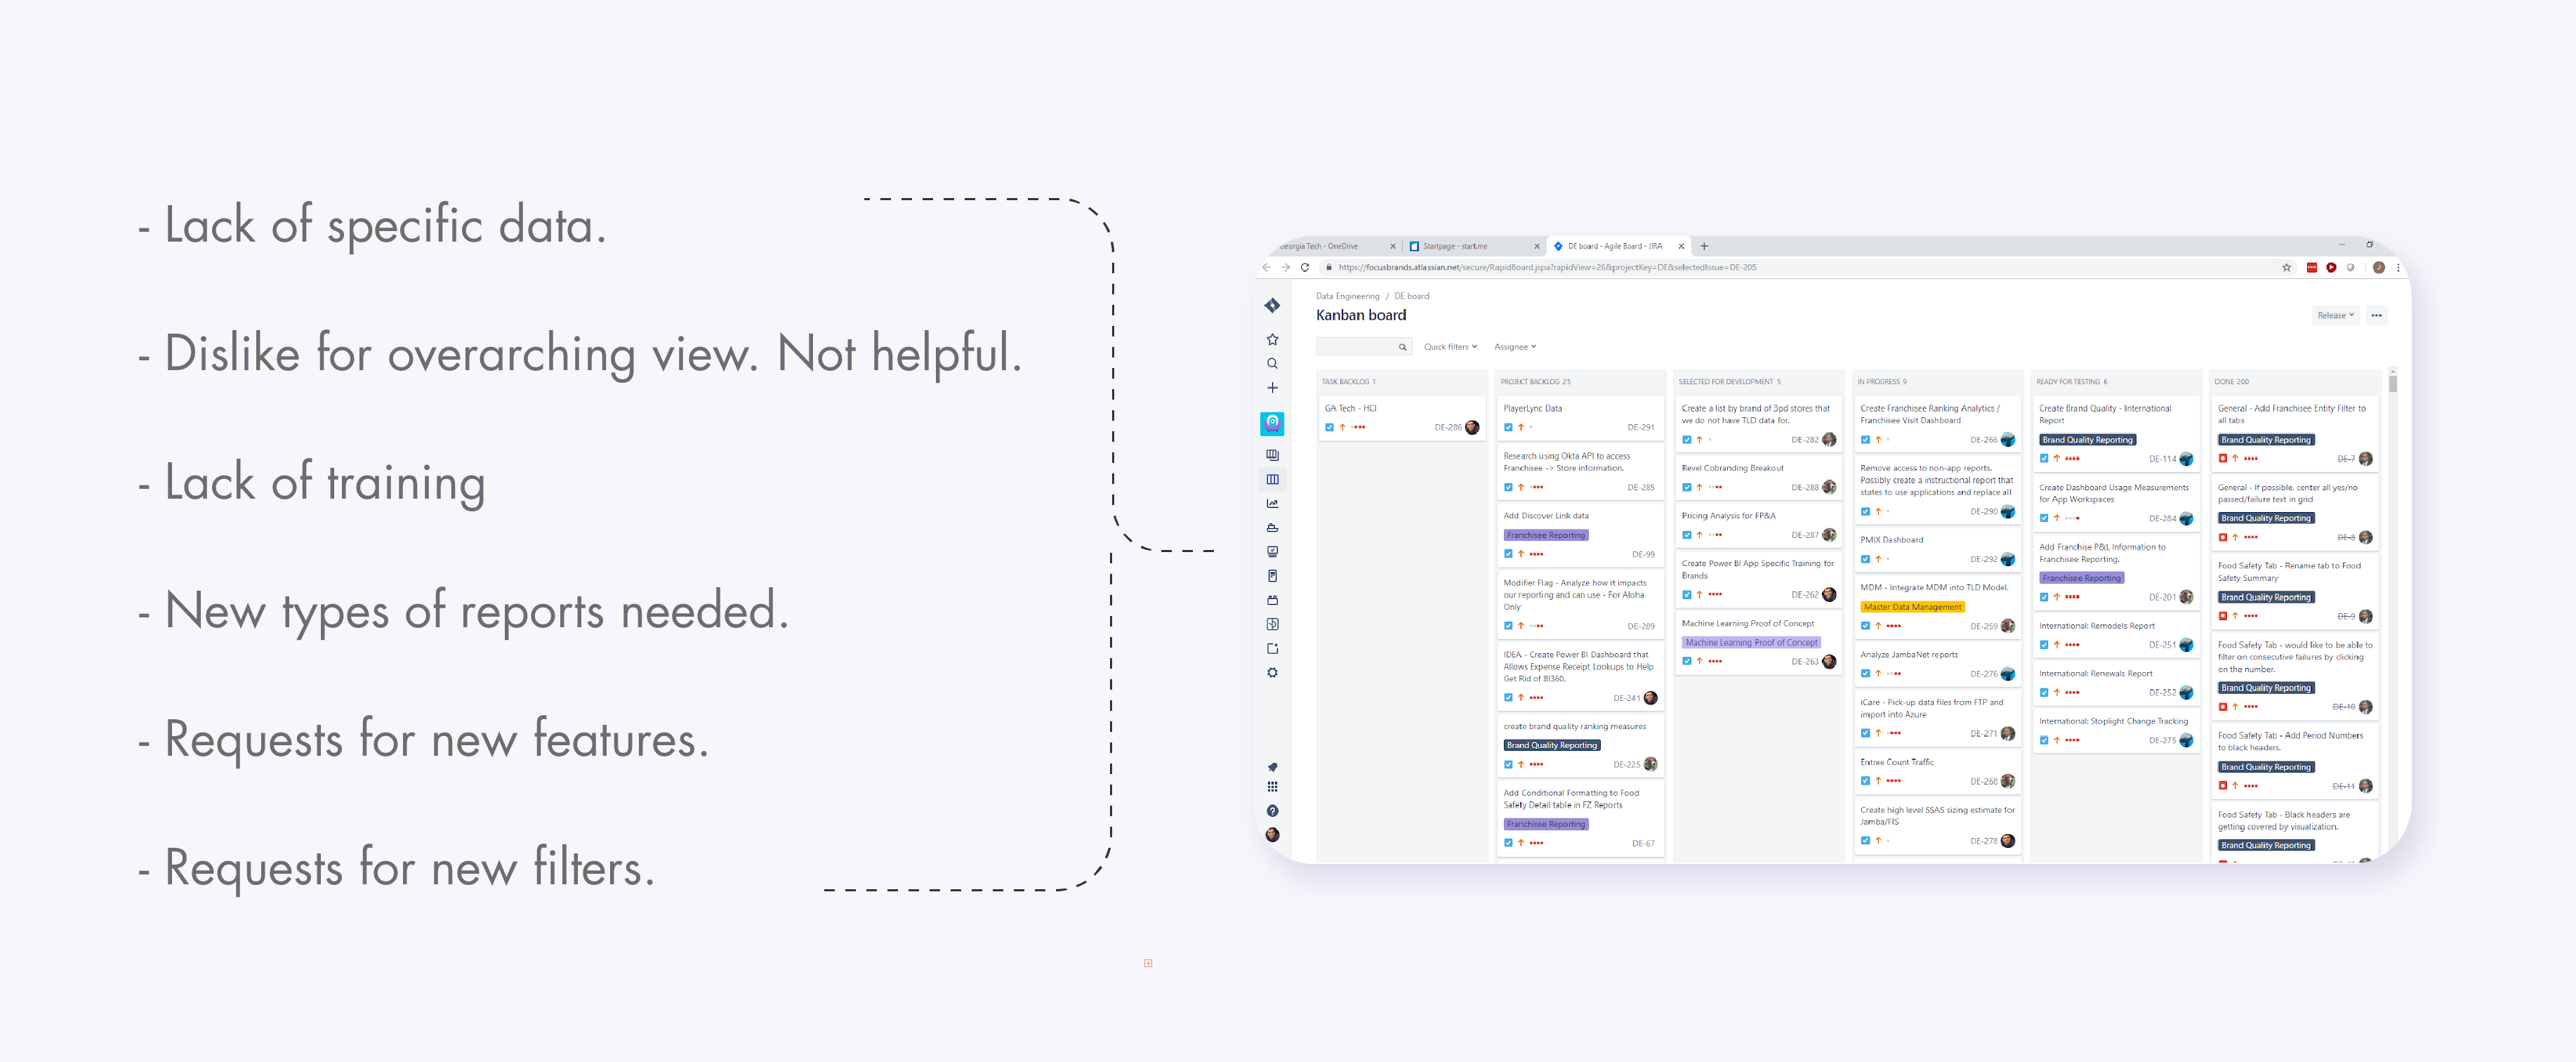 - Lack of specific data.
- Dislike for overarching view. Not helpful.
- Lack of training
- New types of reports needed.
- Requests for new features.
- Requests for new filters.
Georgia Tech - OneDrive
Startpage - start.me
DE board - Agile Board - JIRA
https://focusbrands.atlassian.net/secure/RapidBoard.jspa?rapidView=26&projectKey=DE&selectedIssue=DE-205
Data Engineering / DE board
Kanban board
Release
Quick filters
Assignee
TASK BACKLOG 1
GA Tech - HCI
DE-286
PROJECT BACKLOG 25
PlayerLync Data
DE-291
Research using Okta API to access
Franchisee -> Store information.
DE-285
Add Discover Link data
Franchisee Reporting
DE-99
Modifier Flag - Analyze how it impacts
our reporting and can use - For Aloha
Only
DE-289
IDEA - Create Power BI Dashboard that
Allows Expense Receipt Lookups to Help
Get Rid of BI360.
DE-241
create brand quality ranking measures
Brand Quality Reporting
DE-225
Add Conditional Formatting to Food
Safety Detail table in FZ Reports
Franchisee Reporting
DE-67
SELECTED FOR DEVELOPMENT 5
Create a list by brand of 3pd stores that
we do not have TLD data for.
DE-282
Revel Cobranding Breakout
DE-288
Pricing Analysis for FP&A
DE-287
Create Power BI App Specific Training for
Brands
DE-262
Machine Learning Proof of Concept
Machine Learning Proof of Concept
DE-263
IN PROGRESS 9
Create Franchisee Ranking Analytics /
Franchisee Visit Dashboard
DE-266
Remove access to non-app reports.
Possibly create a instructional report that
states to use applications and replace all
DE-290
PMIX Dashboard
DE-292
MDM - Integrate MDM into TLD Model.
Master Data Management
DE-259
Analyze JambaNet reports
DE-276
iCare - Pick-up data files from FTP and
import into Azure
DE-271
Entree Count Traffic
DE-268
Create high level SSAS sizing estimate for
Jamba/FIS
DE-278
READY FOR TESTING 6
Create Brand Quality - International
Report
Brand Quality Reporting
DE-114
Create Dashboard Usage Measurements
for App Workspaces
DE-284
Add Franchise P&L Information to
Franchisee Reporting.
Franchisee Reporting
DE-201
International: Remodels Report
DE-251
International: Renewals Report
DE-252
International: Stoplight Change Tracking
DE-275
DONE 200
General - Add Franchisee Entity Filter to
all tabs
Brand Quality Reporting
DE-7
General - If possible, center all yes/no
passed/failure text in grid
Brand Quality Reporting
DE-8
Food Safety Tab - Rename tab to Food
Safety Summary
Brand Quality Reporting
DE-9
Food Safety Tab - would like to be able to
filter on consecutive failures by clicking
on the number.
Brand Quality Reporting
DE-10
Food Safety Tab - Add Period Numbers
to black headers.
Brand Quality Reporting
DE-11
Food Safety Tab - Black headers are
getting covered by visualization.
Brand Quality Reporting